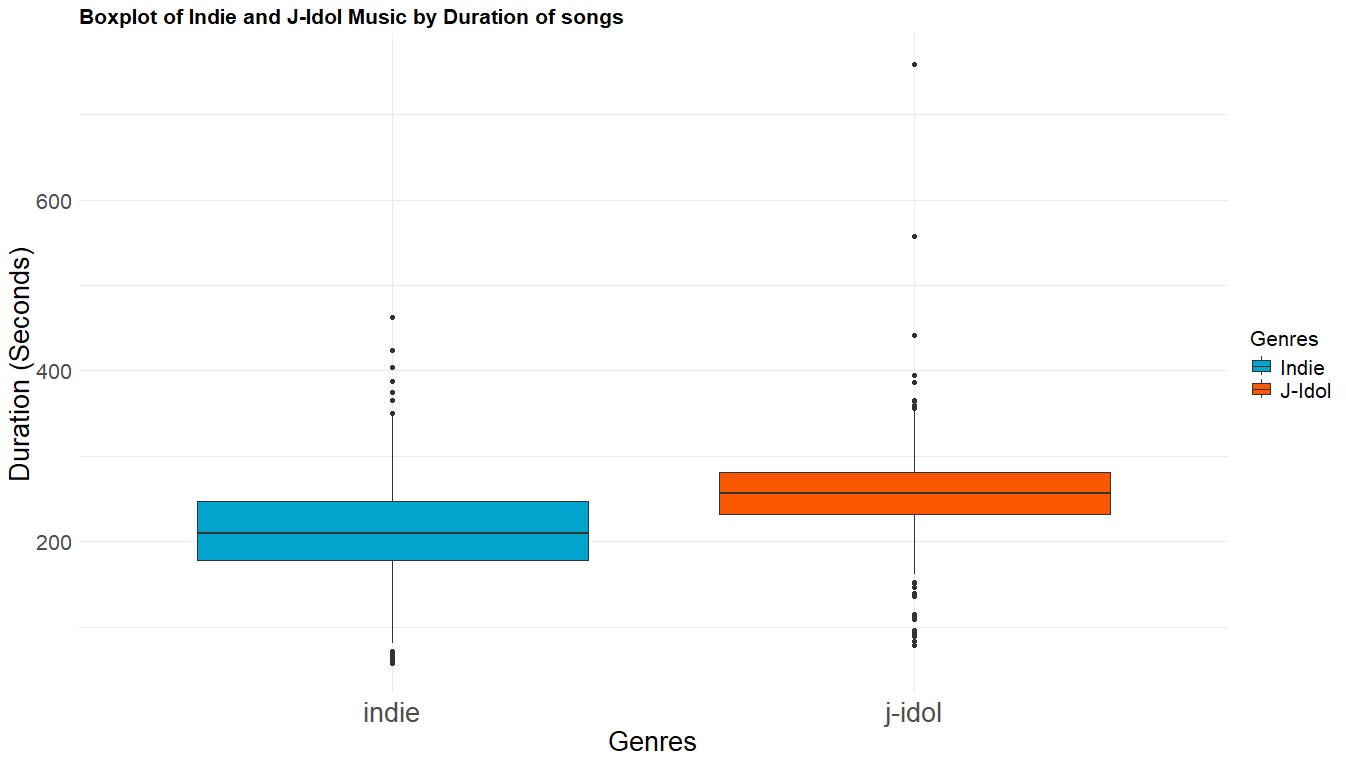 Boxplot of Indie and J-Idol Music by Duration of songs
Duration (Seconds)
600
400
200
indie
j-idol
Genres
Genres
Indie
J-Idol